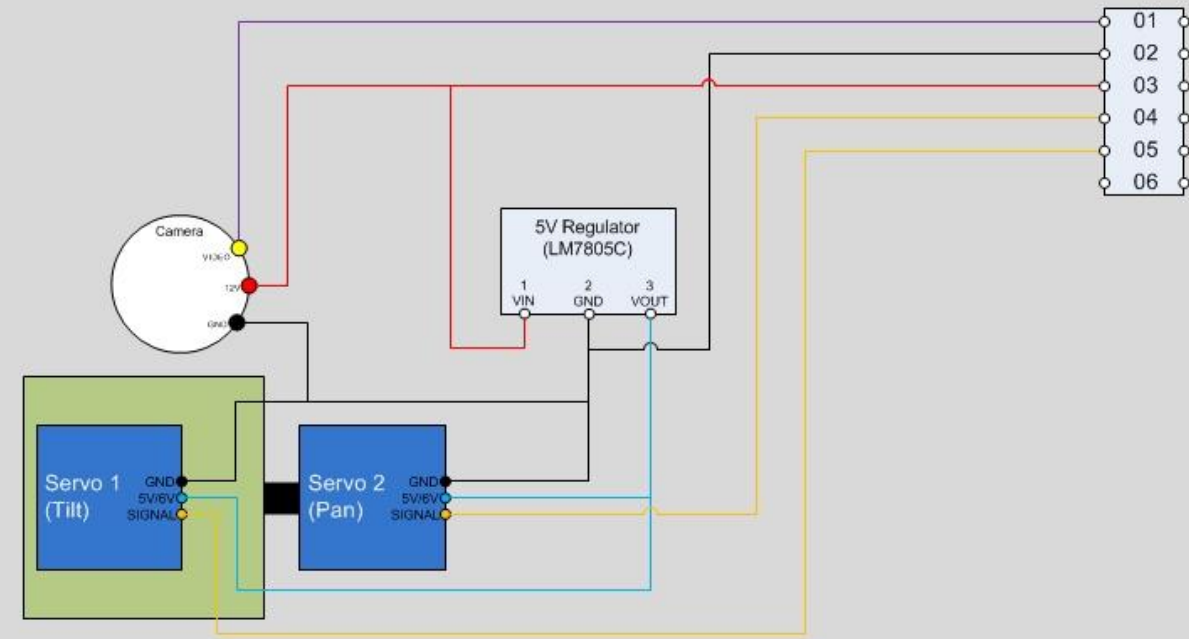 01
02
03
04
05
06
Camera
VIDEO
12V
GND
5V Regulator
(LM7805C)
1 2 3
VIN GND VOUT
Servo 1
(Tilt)
GND
5V/6V
SIGNAL
Servo 2
(Pan)
GND
5V/6V
SIGNAL